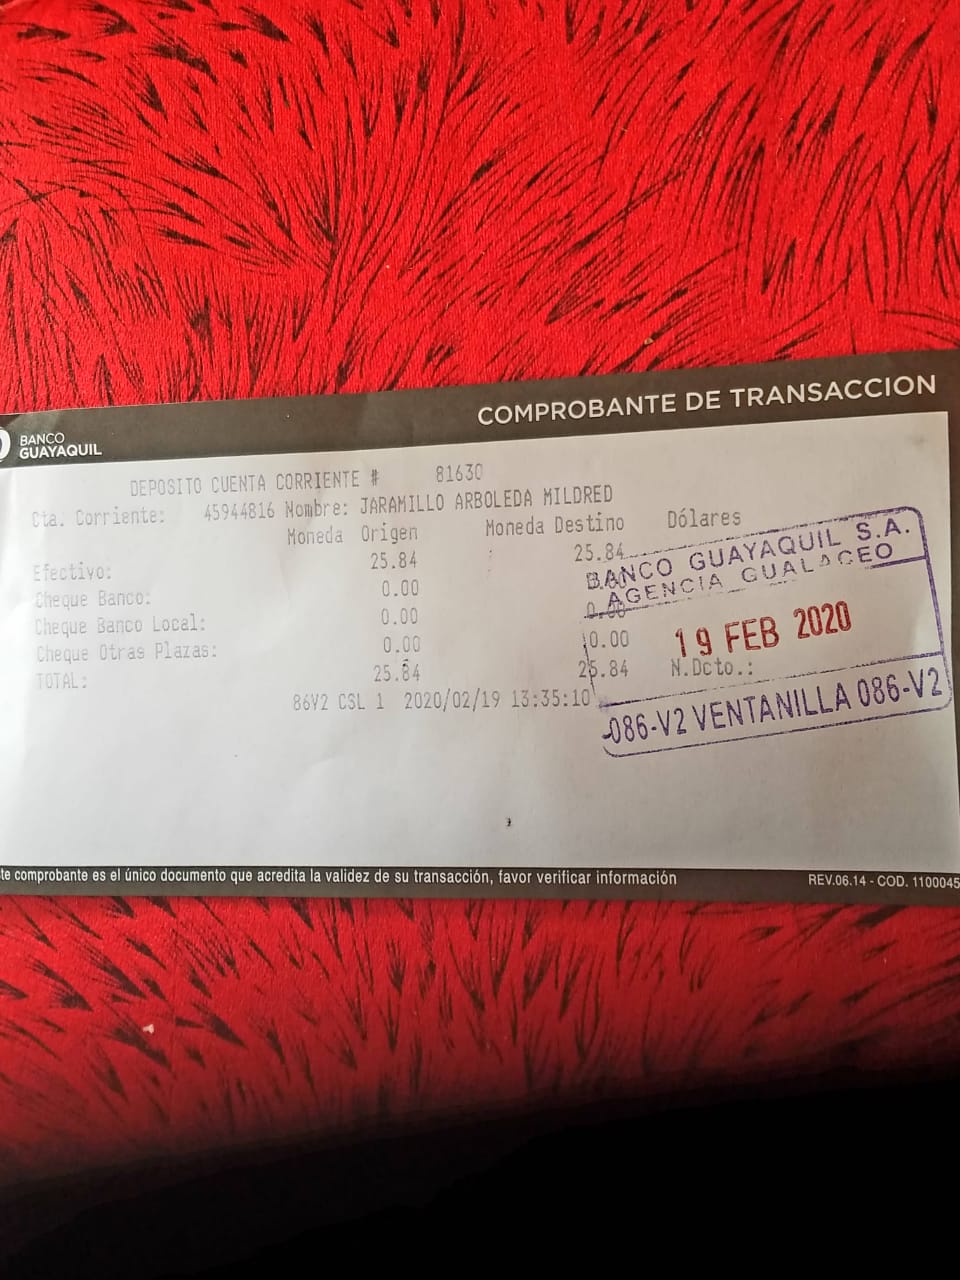 COMPROBANTE DE TRANSACCION
BANCO
GUAYAQUIL
DEPOSITO CUENTA CORRIENTE # 81630
Cta. Corriente: 45944816 Nombre: JARAMILLO ARBOLEDA MILDRED
Moneda Origen Moneda Destino Dólares
Efectivo: 25.84 25.84
Cheque Banco: 0.00 0.00
Cheque Banco Local: 0.00 0.00
Cheque Otras Plazas: 0.00
TOTAL: 25.84 25.84 N.Dcto.:
86V2 CSL 1 2020/02/19 13:35:10
BANCO GUAYAQUIL S.A.
AGENCIA GUALACEO
19 FEB 2020
-086-V2 VENTANILLA 086-V2
te comprobante es el único documento que acredita la validez de su transacción, favor verificar información
REV.06.14 - COD. 1100045